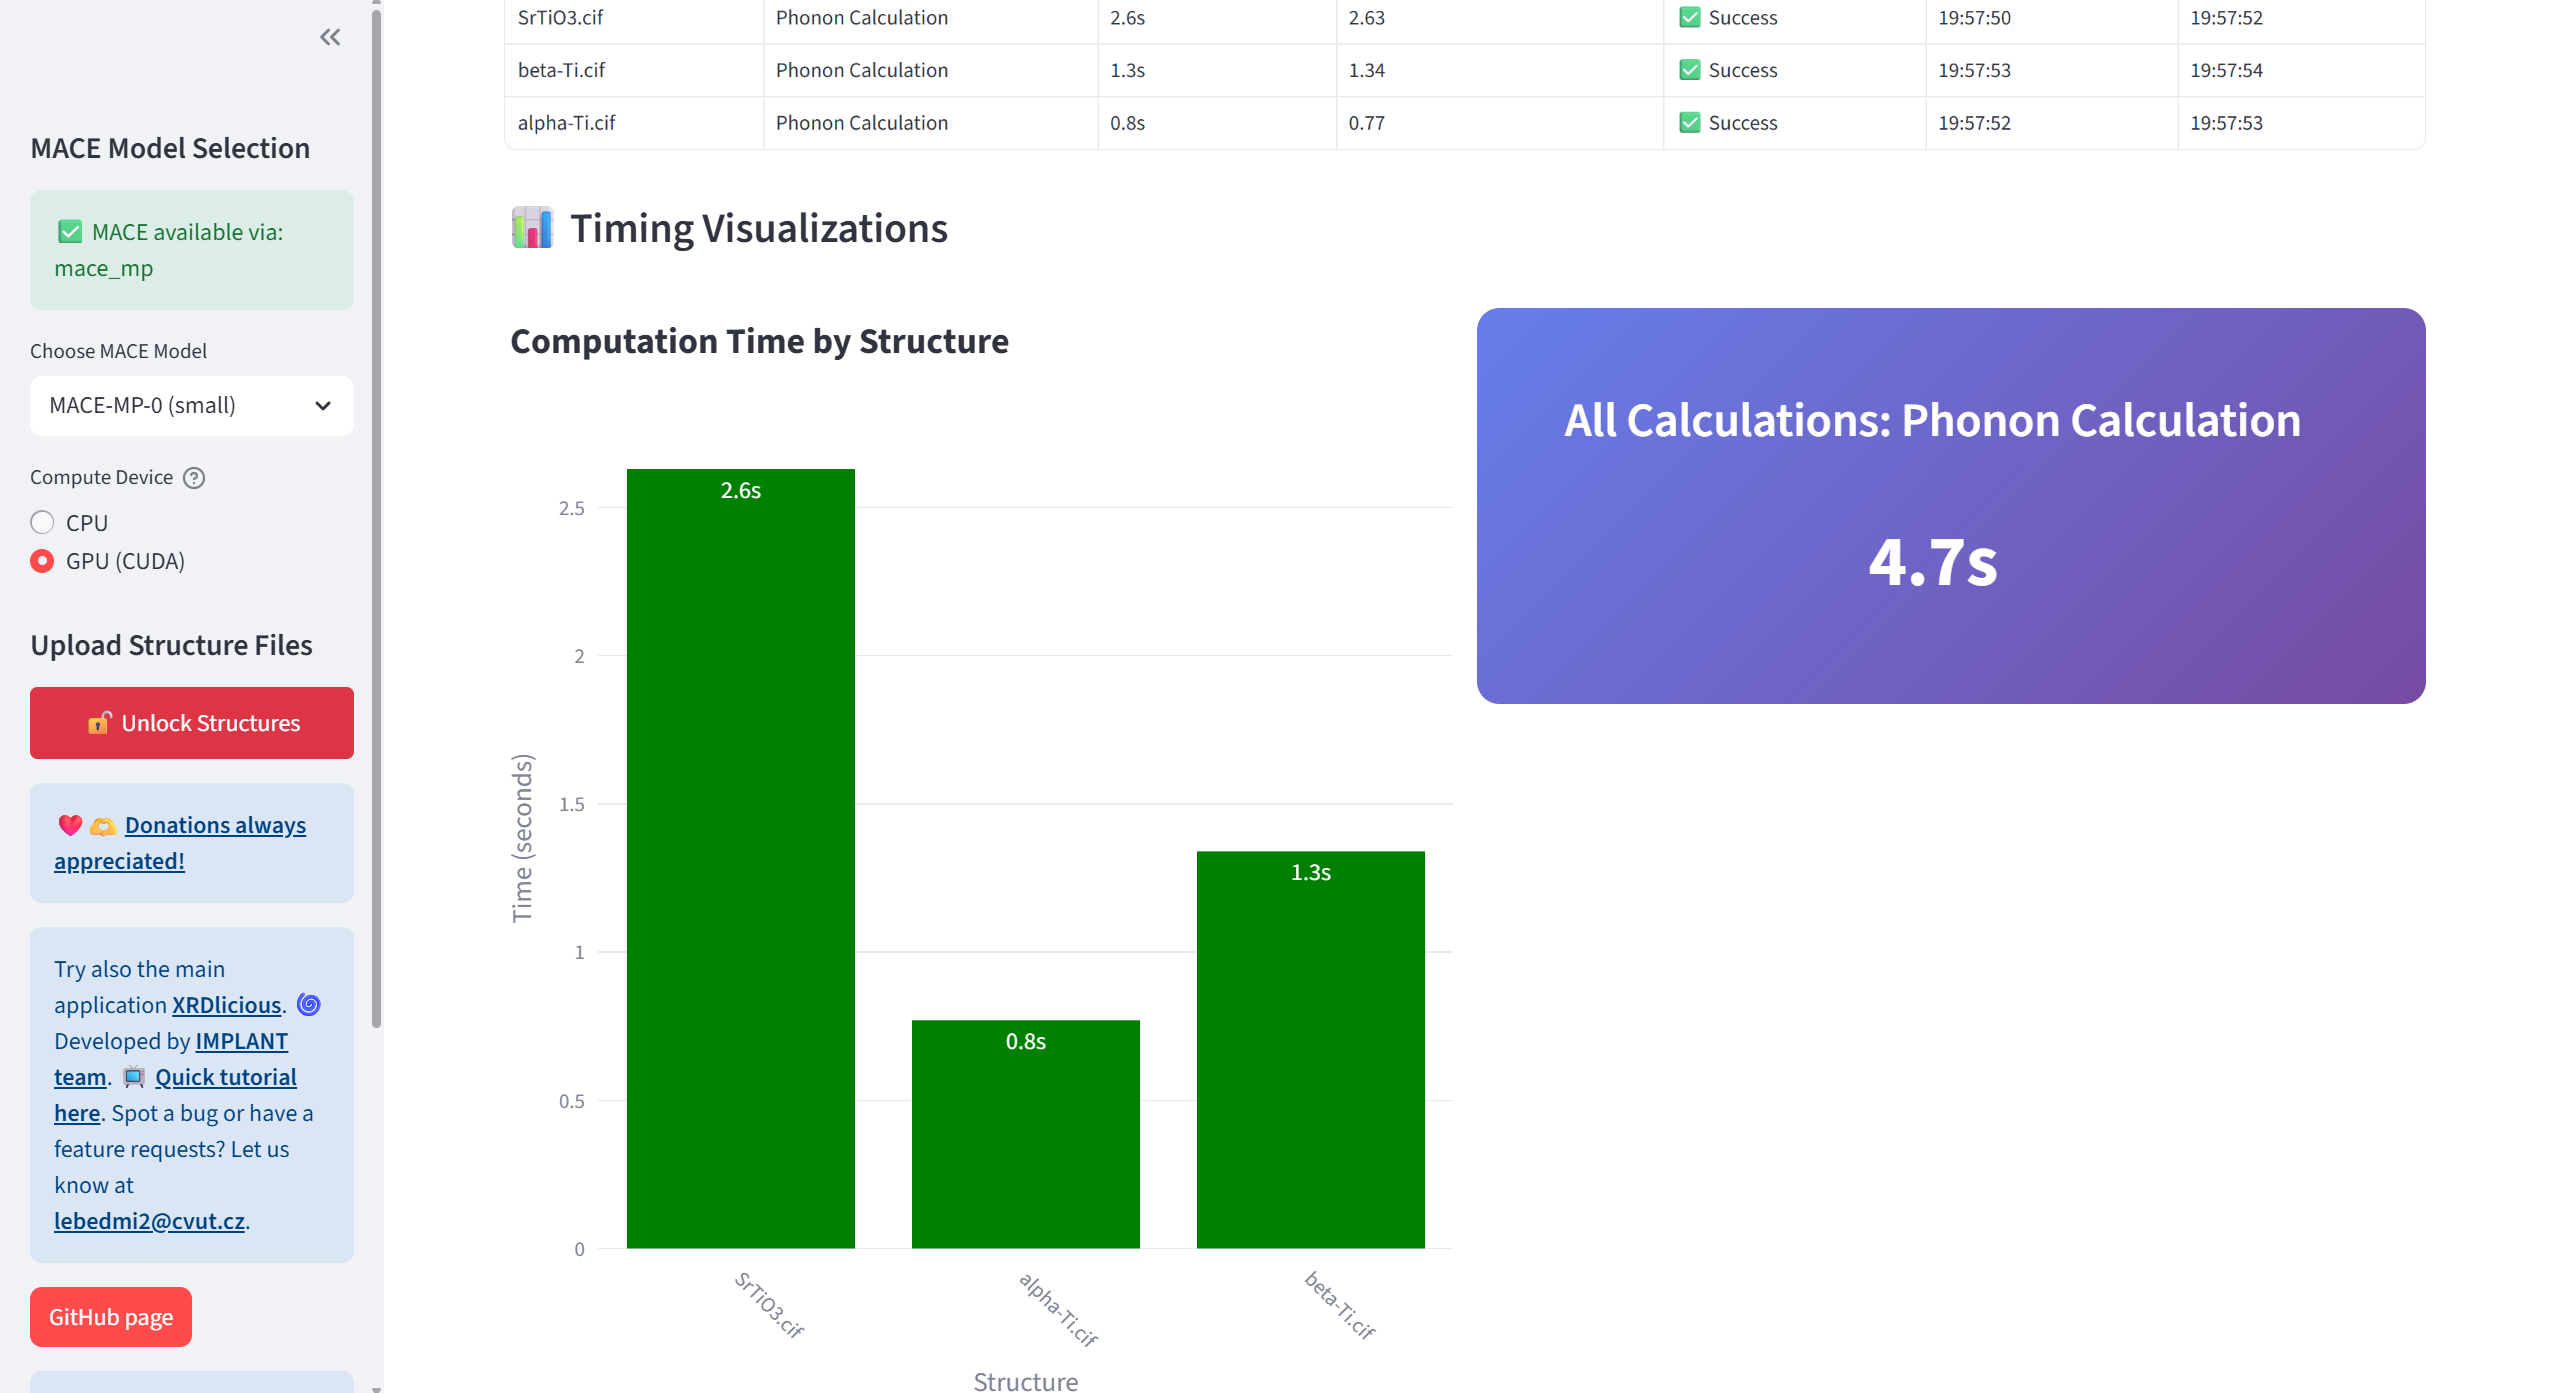 MACE Model Selection
✅ MACE available via:
mace_mp
Choose MACE Model
MACE-MP-0 (small)
Compute Device
CPU
GPU (CUDA)
Upload Structure Files
🔓 Unlock Structures
❤️🫶 Donations always
appreciated!
Try also the main
application XRDlicious. 🌀
Developed by IMPLANT
team. 📺 Quick tutorial
here. Spot a bug or have a
feature requests? Let us
know at
lebedmi2@cvut.cz.
GitHub page
SrTiO3.cif Phonon Calculation 2.6s 2.63 ✅ Success 19:57:50 19:57:52
beta-Ti.cif Phonon Calculation 1.3s 1.34 ✅ Success 19:57:53 19:57:54
alpha-Ti.cif Phonon Calculation 0.8s 0.77 ✅ Success 19:57:52 19:57:53
📊 Timing Visualizations
Computation Time by Structure
Time (seconds)
2.5
2
1.5
1
0.5
0
2.6s
0.8s
1.3s
SrTiO3.cif
alpha-Ti.cif
beta-Ti.cif
Structure
All Calculations: Phonon Calculation
4.7s